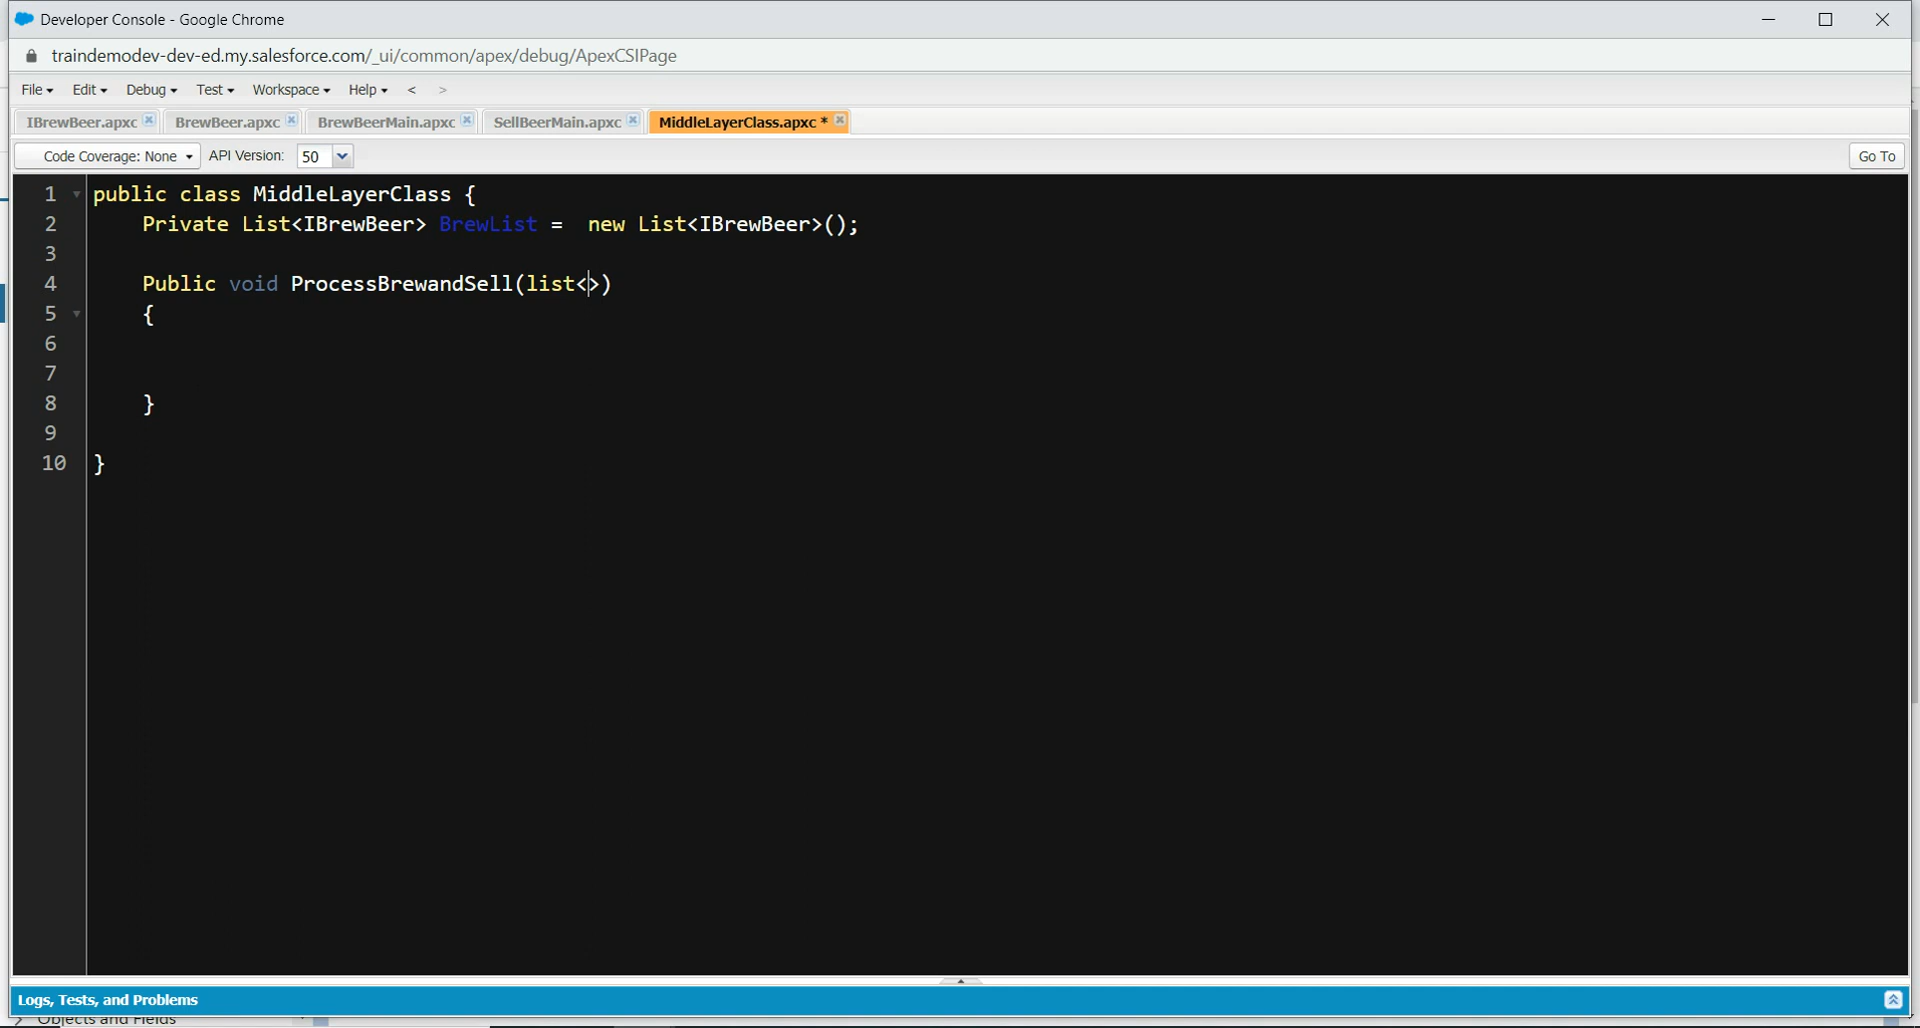 Developer Console - Google Chrome
traindemodev-dev-ed.my.salesforce.com/_ui/common/apex/debug/ApexCSIPage
File Edit Debug Test Workspace Help < >
IBrewBeer.apxc BrewBeer.apxc BrewBeerMain.apxc SellBeerMain.apxc MiddleLayerClass.apxc *
Code Coverage: None API Version: 50 Go To
1 public class MiddleLayerClass {
2 Private List<IBrewBeer> BrewList = new List<IBrewBeer>();
3
4 Public void ProcessBrewandSell(list<>)
5 {
6
7
8 }
9
10 }
Logs, Tests, and Problems
Objects and Fields